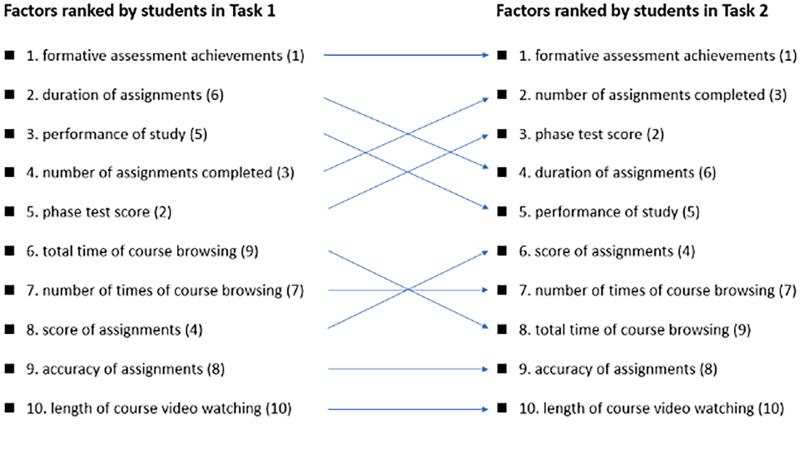 Factors ranked by students in Task 1
1. formative assessment achievements (1)
2. duration of assignments (6)
3. performance of study (5)
4. number of assignments completed (3)
5. phase test score (2)
6. total time of course browsing (9)
7. number of times of course browsing (7)
8. score of assignments (4)
9. accuracy of assignments (8)
10. length of course video watching (10)
Factors ranked by students in Task 2
1. formative assessment achievements (1)
2. number of assignments completed (3)
3. phase test score (2)
4. duration of assignments (6)
5. performance of study (5)
6. score of assignments (4)
7. number of times of course browsing (7)
8. total time of course browsing (9)
9. accuracy of assignments (8)
10. length of course video watching (10)